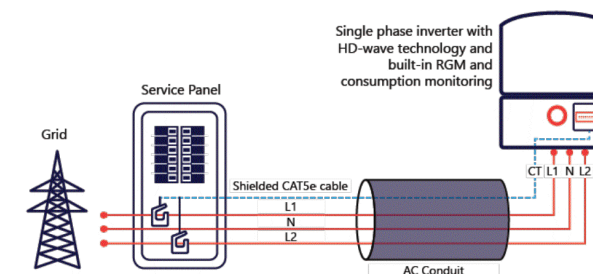 Single phase inverter with
HD-wave technology and
built-in RGM and
consumption monitoring
Service Panel
Grid
CT L1 N L2
Shielded CAT5e cable
L1
N
L2
AC Conduit